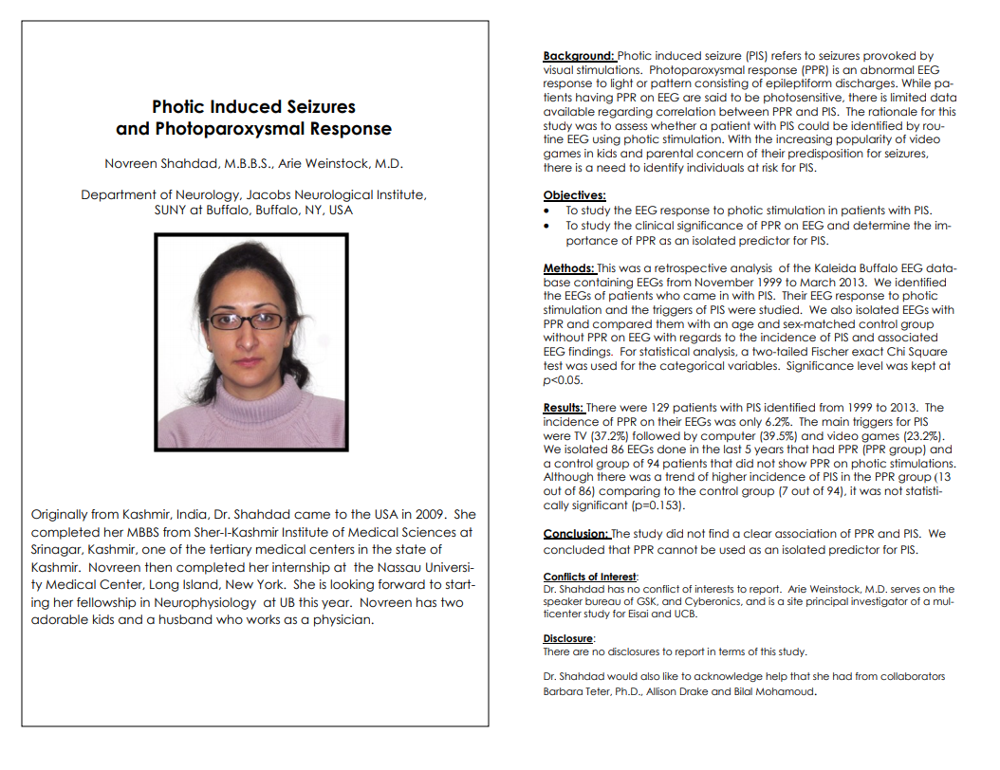 Photic Induced Seizures
and Photoparoxysmal Response
Novreen Shahdad, M.B.B.S., Arie Weinstock, M.D.
Department of Neurology, Jacobs Neurological Institute,
SUNY at Buffalo, Buffalo, NY, USA
Originally from Kashmir, India, Dr. Shahdad came to the USA in 2009.  She
completed her MBBS from Sher-I-Kashmir Institute of Medical Sciences at
Srinagar, Kashmir, one of the tertiary medical centers in the state of
Kashmir.  Novreen then completed her internship at  the Nassau Universi-
ty Medical Center, Long Island, New York.  She is looking forward to start-
ing her fellowship in Neurophysiology  at UB this year.  Novreen has two
adorable kids and a husband who works as a physician.
Background: Photic induced seizure (PIS) refers to seizures provoked by
visual stimulations.  Photoparoxysmal response (PPR) is an abnormal EEG
response to light or pattern consisting of epileptiform discharges. While pa-
tients having PPR on EEG are said to be photosensitive, there is limited data
available regarding correlation between PPR and PIS.  The rationale for this
study was to assess whether a patient with PIS could be identified by rou-
tine EEG using photic stimulation. With the increasing popularity of video
games in kids and parental concern of their predisposition for seizures,
there is a need to identify individuals at risk for PIS.
Objectives:
• To study the EEG response to photic stimulation in patients with PIS.
• To study the clinical significance of PPR on EEG and determine the im-
portance of PPR as an isolated predictor for PIS.
Methods: This was a retrospective analysis  of the Kaleida Buffalo EEG data-
base containing EEGs from November 1999 to March 2013.  We identified
the EEGs of patients who came in with PIS.  Their EEG response to photic
stimulation and the triggers of PIS were studied.  We also isolated EEGs with
PPR and compared them with an age and sex-matched control group
without PPR on EEG with regards to the incidence of PIS and associated
EEG findings.  For statistical analysis, a two-tailed Fischer exact Chi Square
test was used for the categorical variables.  Significance level was kept at
p<0.05.
Results: There were 129 patients with PIS identified from 1999 to 2013.  The
incidence of PPR on their EEGs was only 6.2%.  The main triggers for PIS
were TV (37.2%) followed by computer (39.5%) and video games (23.2%).
We isolated 86 EEGs done in the last 5 years that had PPR (PPR group) and
a control group of 94 patients that did not show PPR on photic stimulations.
Although there was a trend of higher incidence of PIS in the PPR group (13
out of 86) comparing to the control group (7 out of 94), it was not statisti-
cally significant (p=0.153).
Conclusion: The study did not find a clear association of PPR and PIS.  We
concluded that PPR cannot be used as an isolated predictor for PIS.
Conflicts of Interest:
Dr. Shahdad has no conflict of interests to report.  Arie Weinstock, M.D. serves on the
speaker bureau of GSK, and Cyberonics, and is a site principal investigator of a mul-
ticenter study for Eisai and UCB.
Disclosure:
There are no disclosures to report in terms of this study.
Dr. Shahdad would also like to acknowledge help that she had from collaborators
Barbara Teter, Ph.D., Allison Drake and Bilal Mohamoud.